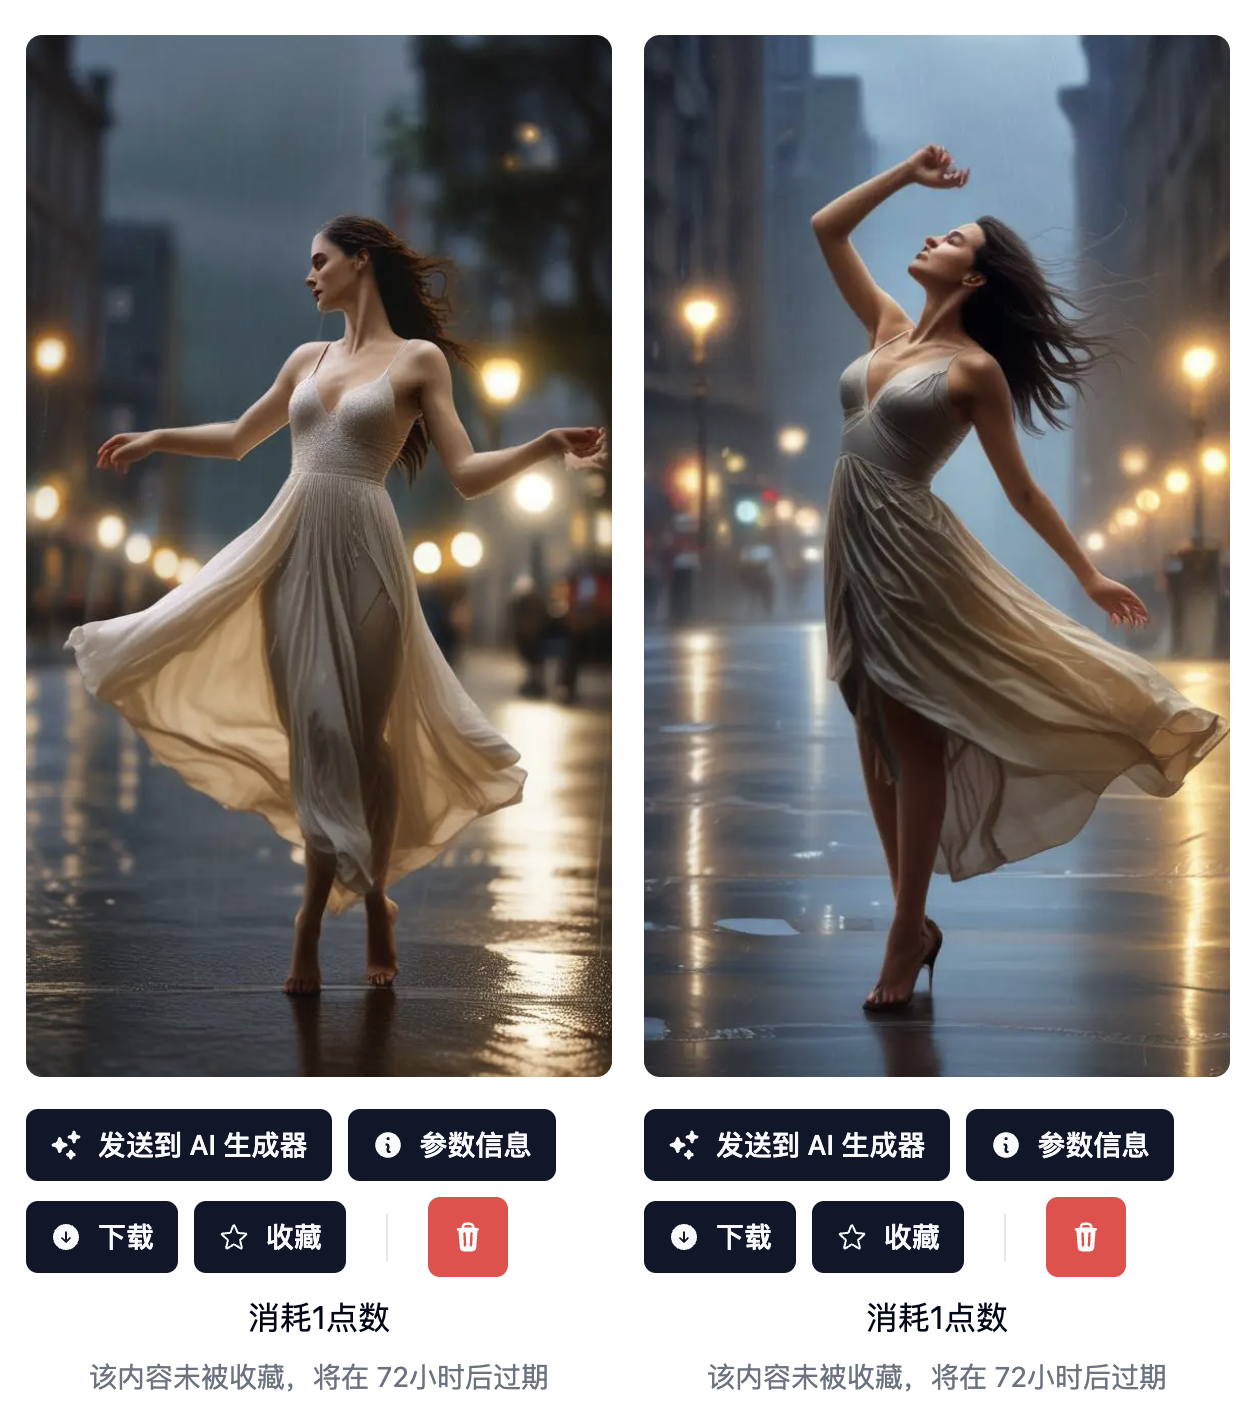 发送到 AI 生成器 参数信息 发送到 AI 生成器 参数信息
下载 收藏 下载 收藏
消耗1点数 消耗1点数
该内容未被收藏，将在 72小时后过期 该内容未被收藏，将在 72小时后过期